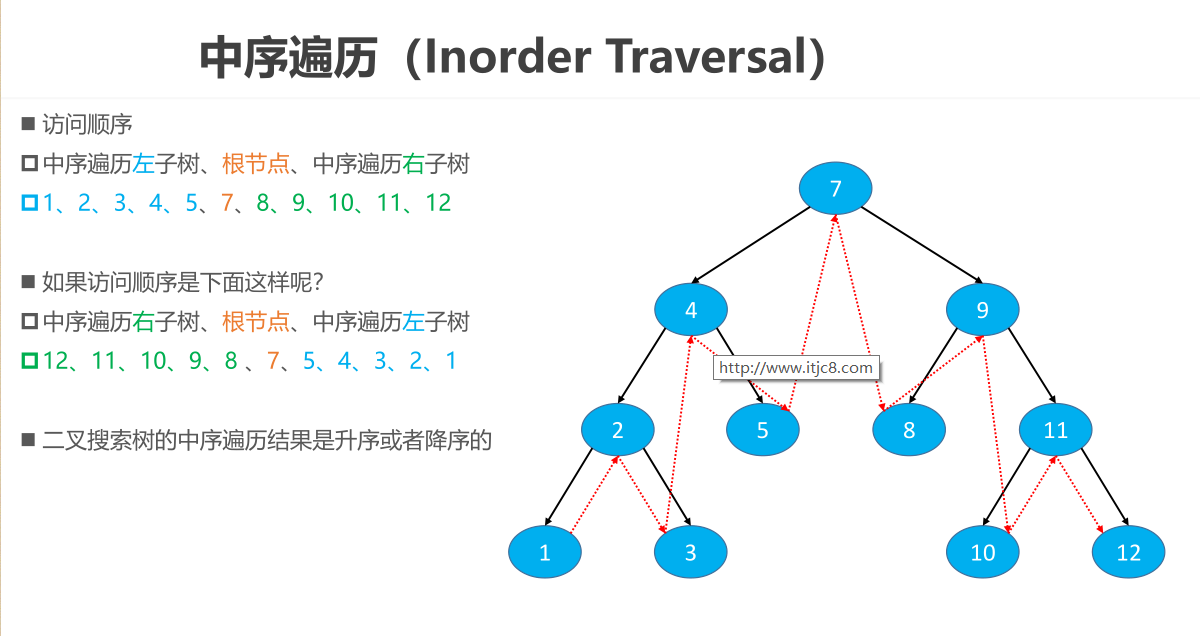 中序遍历（Inorder Traversal）
■ 访问顺序
中序遍历左子树、根节点、中序遍历右子树
1、2、3、4、5、7、8、9、10、11、12
■ 如果访问顺序是下面这样呢?
中序遍历右子树、根节点、中序遍历左子树
12、11、10、9、8 、7、5、4、3、2、1
■ 二叉搜索树的中序遍历结果是升序或者降序的
7
4
9
http://www.itjc8.com
2
5
8
11
1
3
10
12